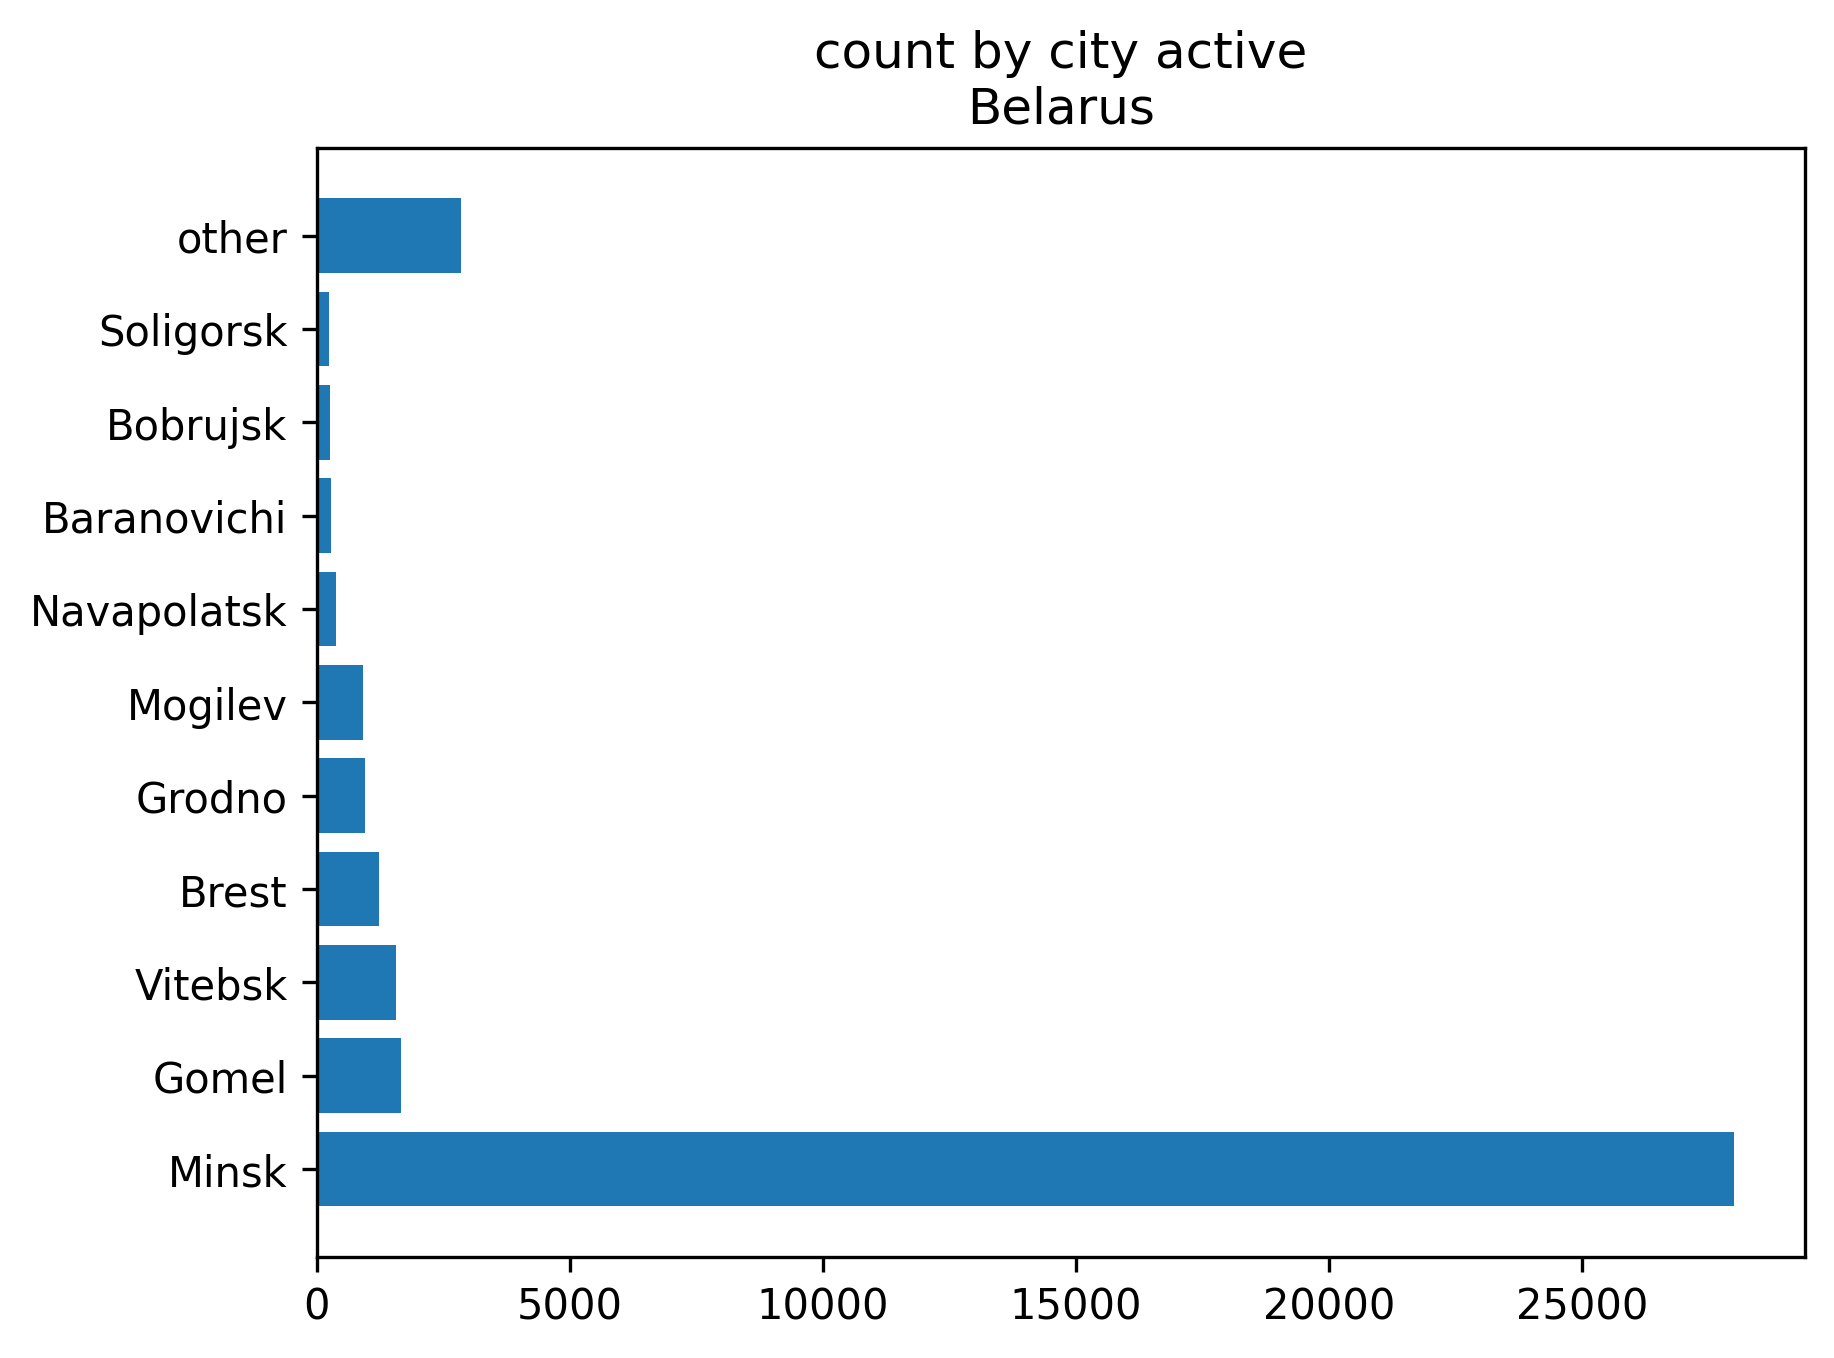 count by city active
Belarus
other
Soligorsk
Bobrujsk
Baranovichi
Navapolatsk
Mogilev
Grodno
Brest
Vitebsk
Gomel
Minsk
0 5000 10000 15000 20000 25000